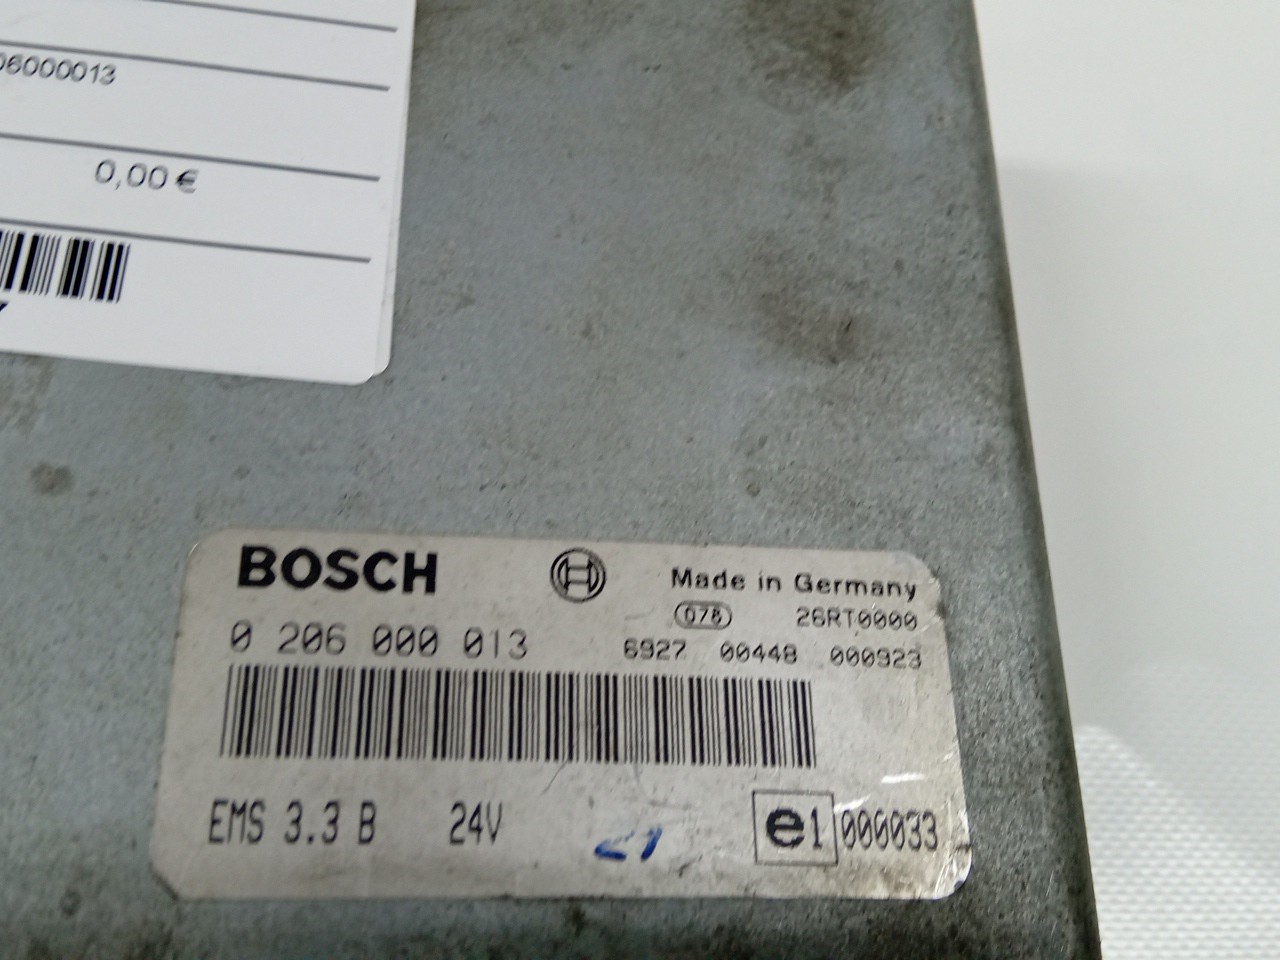 06000013
0,00 €
BOSCH
Made in Germany
078 26RT0000
0 206 000 013 6927 00448 000923
EMS 3.3 B 24V 21 e1 000033